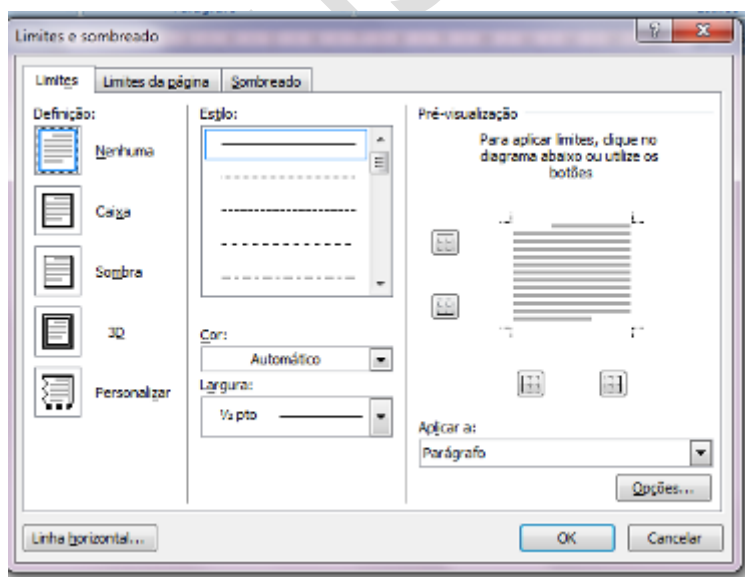 Limites e sombreado
Limites
Limites da página
Sombreado
Definição:
Nenhuma
Caixa
Sombra
3D
Personalizar
Estilo:
Cor:
Automático
Largura:
½ pto
Pré-visualização
Para aplicar limites, clique no
diagrama abaixo ou utilize os
botões
Aplicar a:
Parágrafo
Opções...
Linha horizontal...
OK
Cancelar